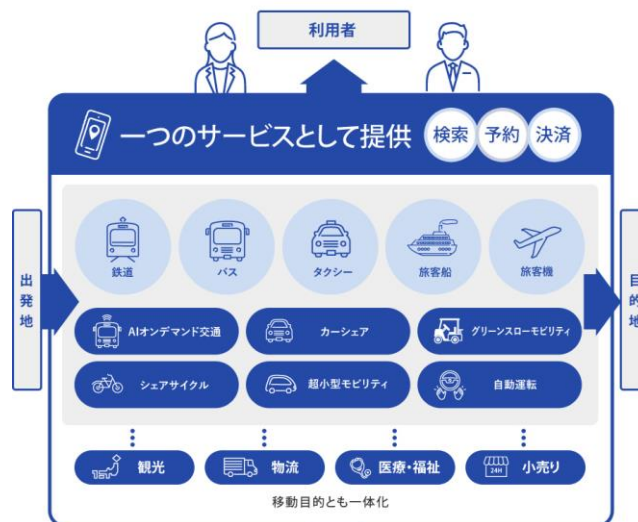 利用者
一つのサービスとして提供 検索 予約 決済
鉄道 バス タクシー 旅客船 旅客機
出発地
目的地
AIオンデマンド交通 カーシェア グリーンスローモビリティ
シェアサイクル 超小型モビリティ 自動運転
観光 物流 医療・福祉 24H 小売り
移動目的とも一体化